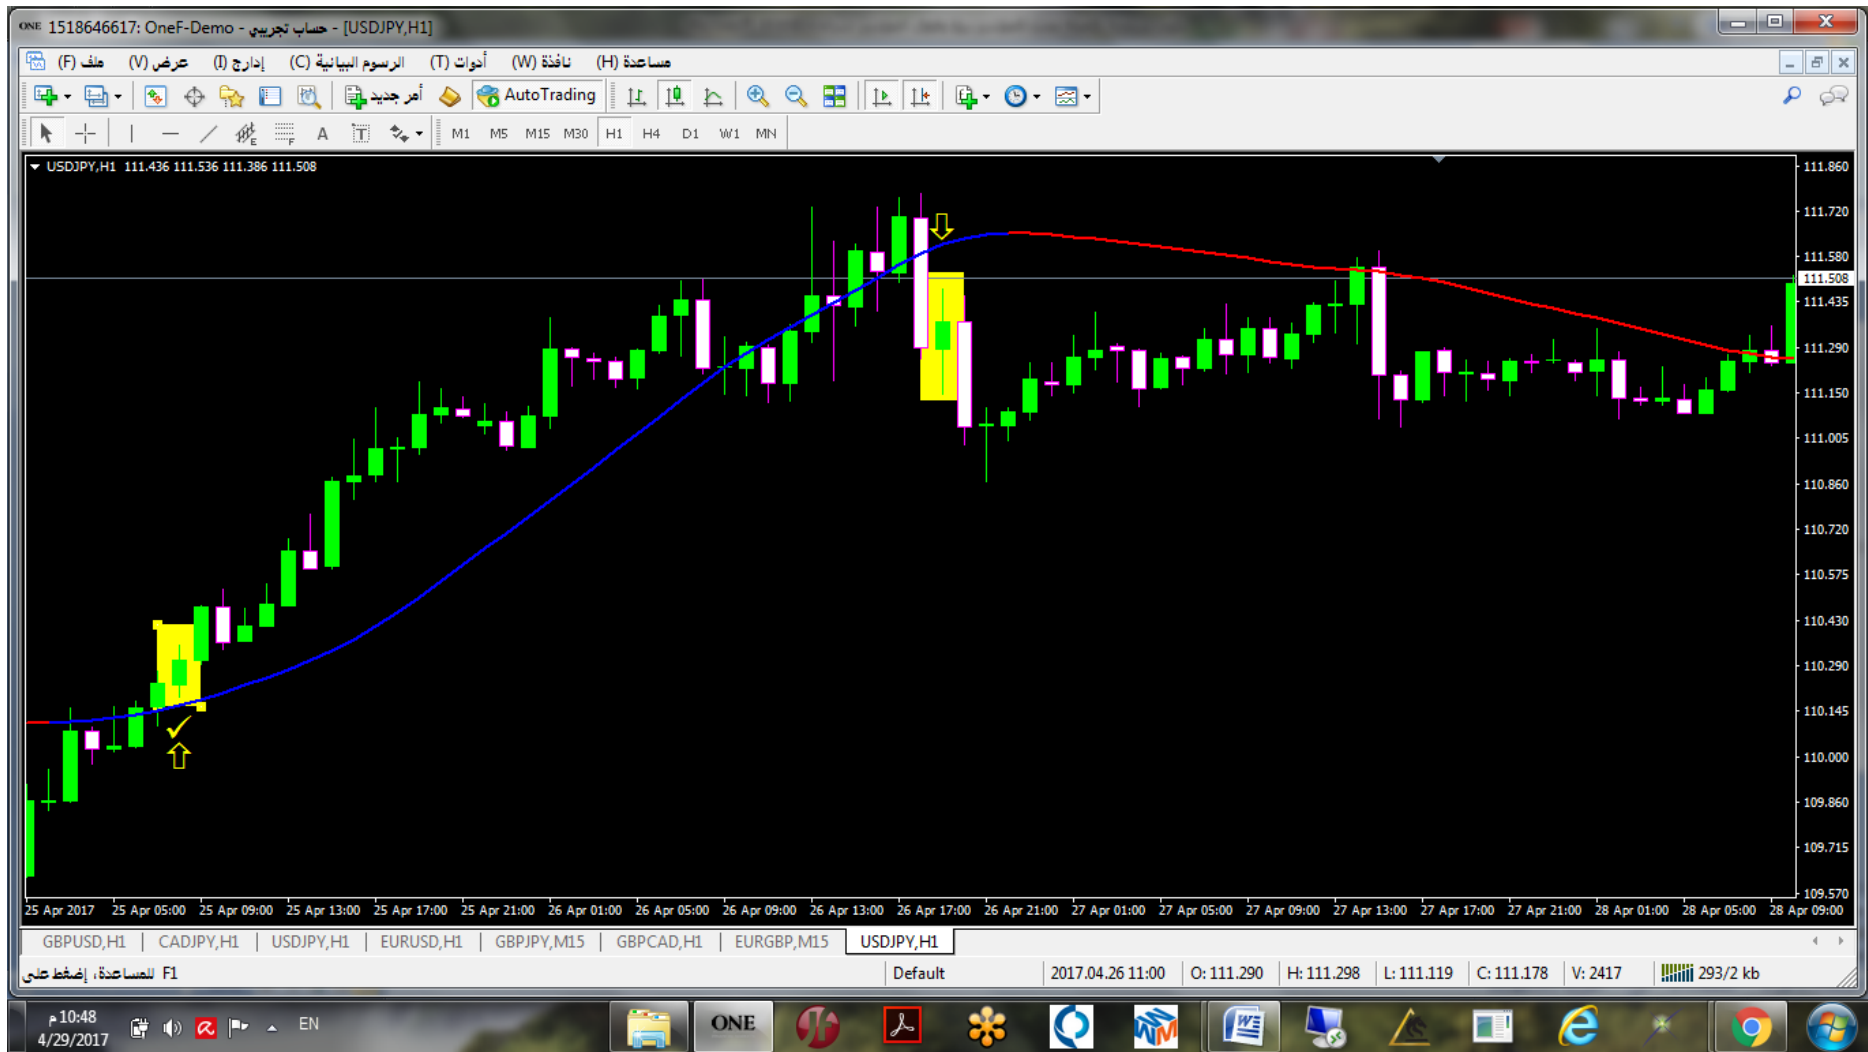 ONE 1518646617: OneF-Demo - حساب تجريبي - [USDJPY,H1]
ملف (F) عرض (V) إدارج (I) الرسوم البيانية (C) أدوات (T) نافذة (W) مساعدة (H)
أمر جديد AutoTrading
E F A T M1 M5 M15 M30 H1 H4 D1 W1 MN
USDJPY,H1 111.436 111.536 111.386 111.508
111.860
111.720
111.580
111.508
111.435
111.290
111.150
111.005
110.860
110.720
110.575
110.430
110.290
110.145
110.000
109.860
109.715
109.570
25 Apr 2017 25 Apr 05:00 25 Apr 09:00 25 Apr 13:00 25 Apr 17:00 25 Apr 21:00 26 Apr 01:00 26 Apr 05:00 26 Apr 09:00 26 Apr 13:00 26 Apr 17:00 26 Apr 21:00 27 Apr 01:00 27 Apr 05:00 27 Apr 09:00 27 Apr 13:00 27 Apr 17:00 27 Apr 21:00 28 Apr 01:00 28 Apr 05:00 28 Apr 09:00
GBPUSD,H1 CADJPY,H1 USDJPY,H1 EURUSD,H1 GBPJPY,M15 GBPCAD,H1 EURGBP,M15 USDJPY,H1
للمساعدة، إضغط على F1 Default 2017.04.26 11:00 O: 111.290 H: 111.298 L: 111.119 C: 111.178 V: 2417 293/2 kb
10:48 م EN ONE
4/29/2017